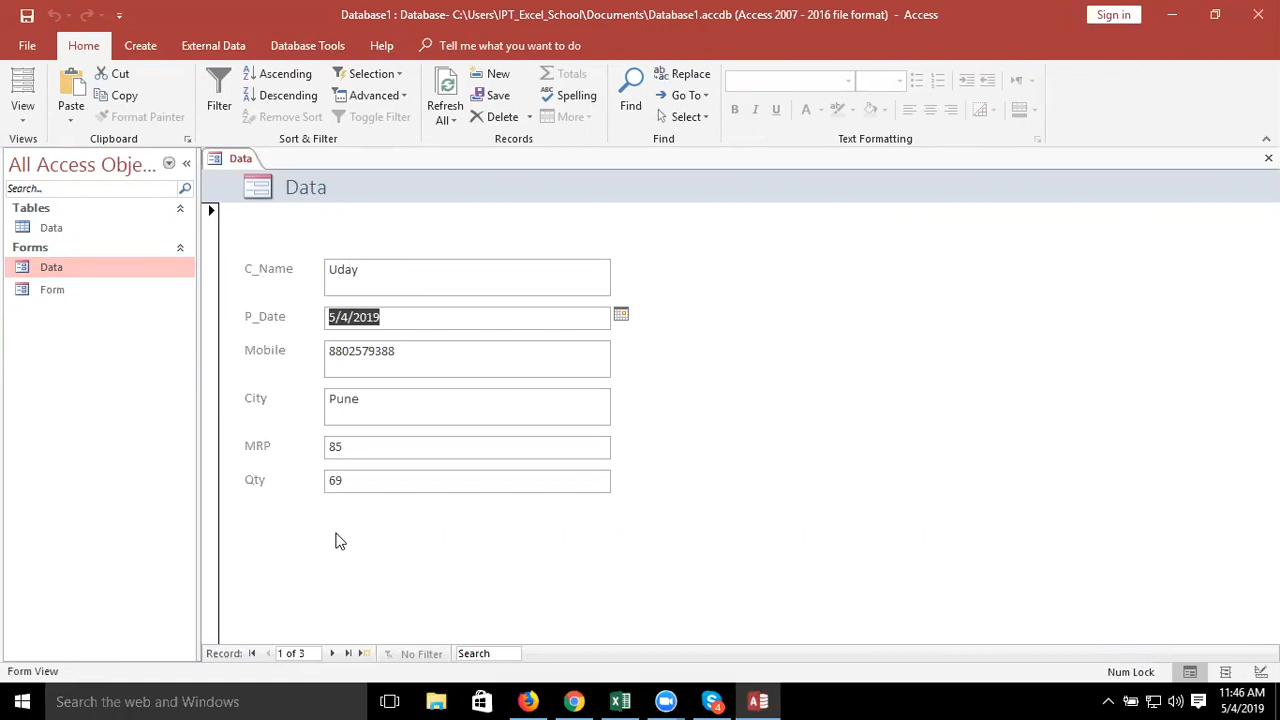 Database1 : Database- C:\Users\IPT_Excel_School\Documents\Database1.accdb (Access 2007 - 2016 file format) - Access
Sign in
File Home Create External Data Database Tools Help Tell me what you want to do
View
Views
Paste
Cut
Copy
Format Painter
Clipboard
Filter
Ascending
Descending
Remove Sort
Selection
Advanced
Toggle Filter
Sort & Filter
Refresh
All
New
Save
Delete
Totals
Spelling
More
Records
Find
Replace
Go To
Select
Find
B I U A
Text Formatting
All Access Obje...
Search...
Tables
Data
Forms
Data
Form
Data
Data
C_Name Uday
P_Date 5/4/2019
Mobile 8802579388
City Pune
MRP 85
Qty 69
Record: 1 of 3 No Filter Search
Form View
Num Lock
Search the web and Windows
4
11:46 AM
5/4/2019